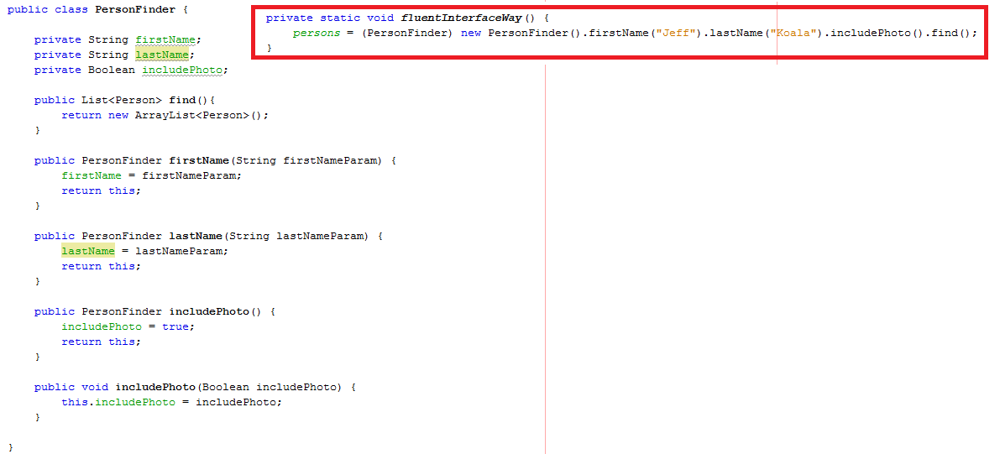 public class PersonFinder {
    private String firstName;
    private String lastName;
    private Boolean includePhoto;
    public List<Person> find(){
        return new ArrayList<Person>();
    }
    public PersonFinder firstName(String firstNameParam) {
        firstName = firstNameParam;
        return this;
    }
    public PersonFinder lastName(String lastNameParam) {
        lastName = lastNameParam;
        return this;
    }
    public PersonFinder includePhoto() {
        includePhoto = true;
        return this;
    }
    public void includePhoto(Boolean includePhoto) {
        this.includePhoto = includePhoto;
    }
}
private static void fluentInterfaceWay() {
    persons = (PersonFinder) new PersonFinder().firstName("Jeff").lastName("Koala").includePhoto().find();
}